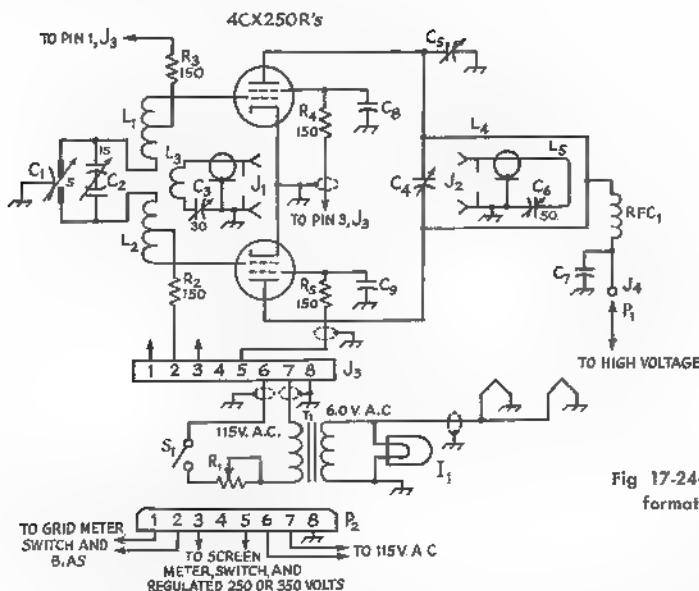 4CX250R's
TO PIN 1, J3
R3
150
C5
L1
R4
150
C8
L4
L3
C1
15
C2
5
C3
30
J1
C4
J2
L5
C6
50
RFC1
TO PIN 3, J3
L2
R2
150
R5
150
C9
C7
J4
P1
TO HIGH VOLTAGE
1 2 3 4 5 6 7 8
J3
T1
6.0 V. A.C
115V. A.C.
S1
R1
I1
Fig 17-24-
format
1 2 3 4 5 6 7 8
P2
TO GRID METER
SWITCH AND
BIAS
TO SCREEN
METER, SWITCH, AND
REGULATED 250 OR 350 VOLTS
TO 115V. A C